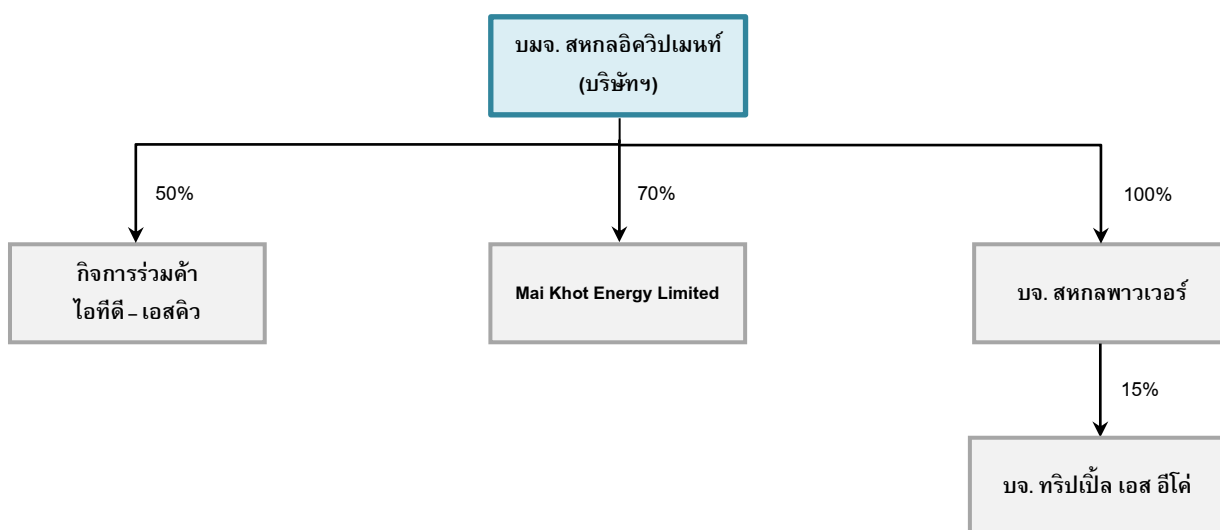 บมจ. สหกลอิควิปเมนท์
(บริษัทฯ)
50%
70%
100%
กิจการร่วมค้า
ไอทีดี – เอสคิว
Mai Khot Energy Limited
บจ. สหกลพาวเวอร์
15%
บจ. ทริปเปิ้ล เอส อีโค่